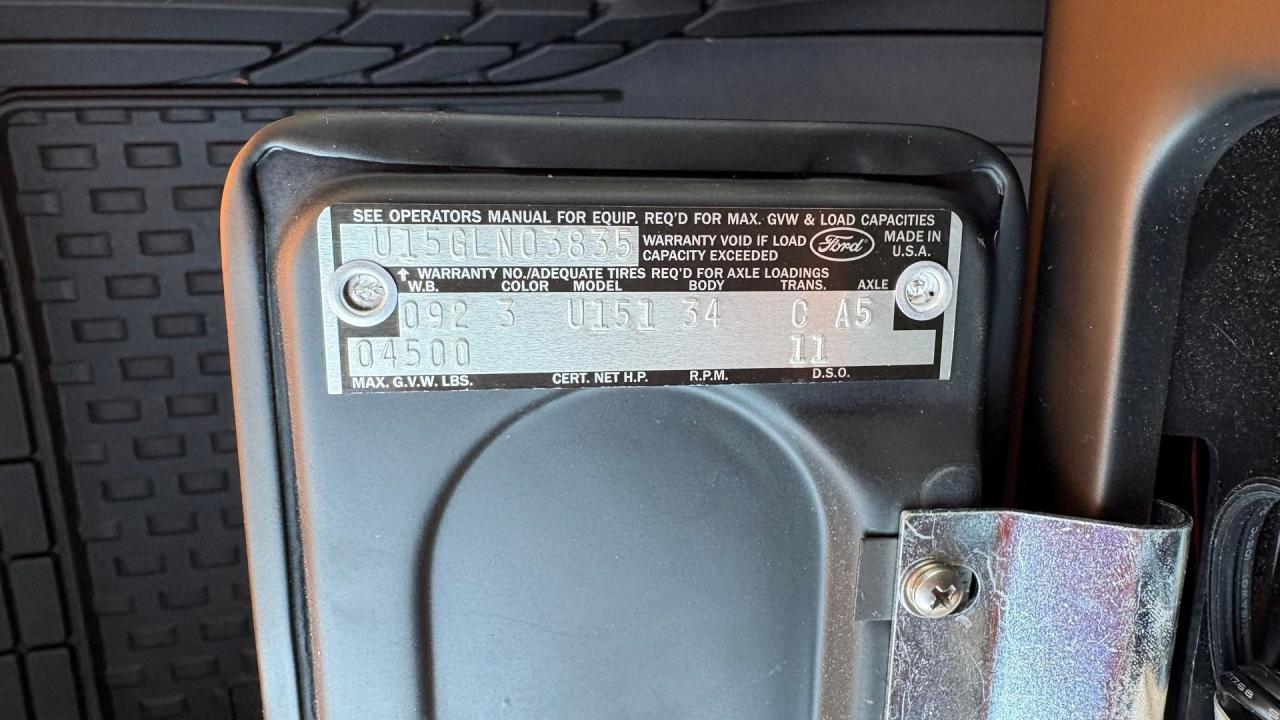 SEE OPERATORS MANUAL FOR EQUIP. REQ'D FOR MAX. GVW & LOAD CAPACITIES
U15GLN03835
WARRANTY VOID IF LOAD
CAPACITY EXCEEDED
Ford
MADE IN
U.S.A.
WARRANTY NO./ADEQUATE TIRES REQ'D FOR AXLE LOADINGS
W.B. COLOR MODEL BODY TRANS. AXLE
092 3 U151 34 C A5
04500 11
MAX. G.V.W. LBS. CERT. NET H.P. R.P.M. D.S.O.